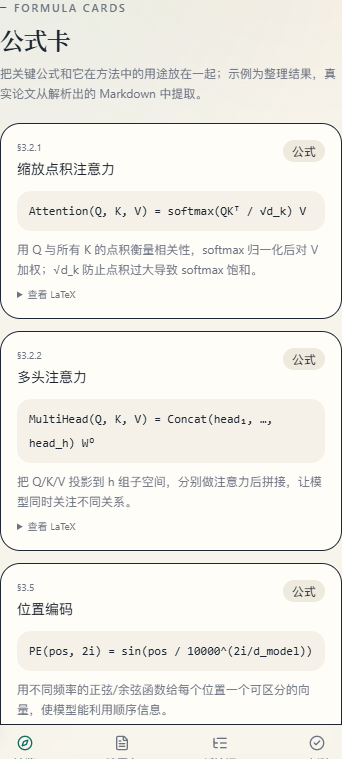 — FORMULA CARDS
公式卡
把关键公式和它在方法中的用途放在一起；示例为整理结果，真
实论文从解析出的 Markdown 中提取。
§3.2.1
公式
缩放点积注意力
Attention(Q, K, V) = softmax(QKᵀ / √d_k) V
用 Q 与所有 K 的点积衡量相关性，softmax 归一化后对 V
加权；√d_k 防止点积过大导致 softmax 饱和。
▶ 查看 LaTeX
§3.2.2
公式
多头注意力
MultiHead(Q, K, V) = Concat(head₁, …,
head_h) Wᴼ
把 Q/K/V 投影到 h 组子空间，分别做注意力后拼接，让模
型同时关注不同关系。
▶ 查看 LaTeX
§3.5
公式
位置编码
PE(pos, 2i) = sin(pos / 10000^(2i/d_model))
用不同频率的正弦/余弦函数给每个位置一个可区分的向
量，使模型能利用顺序信息。